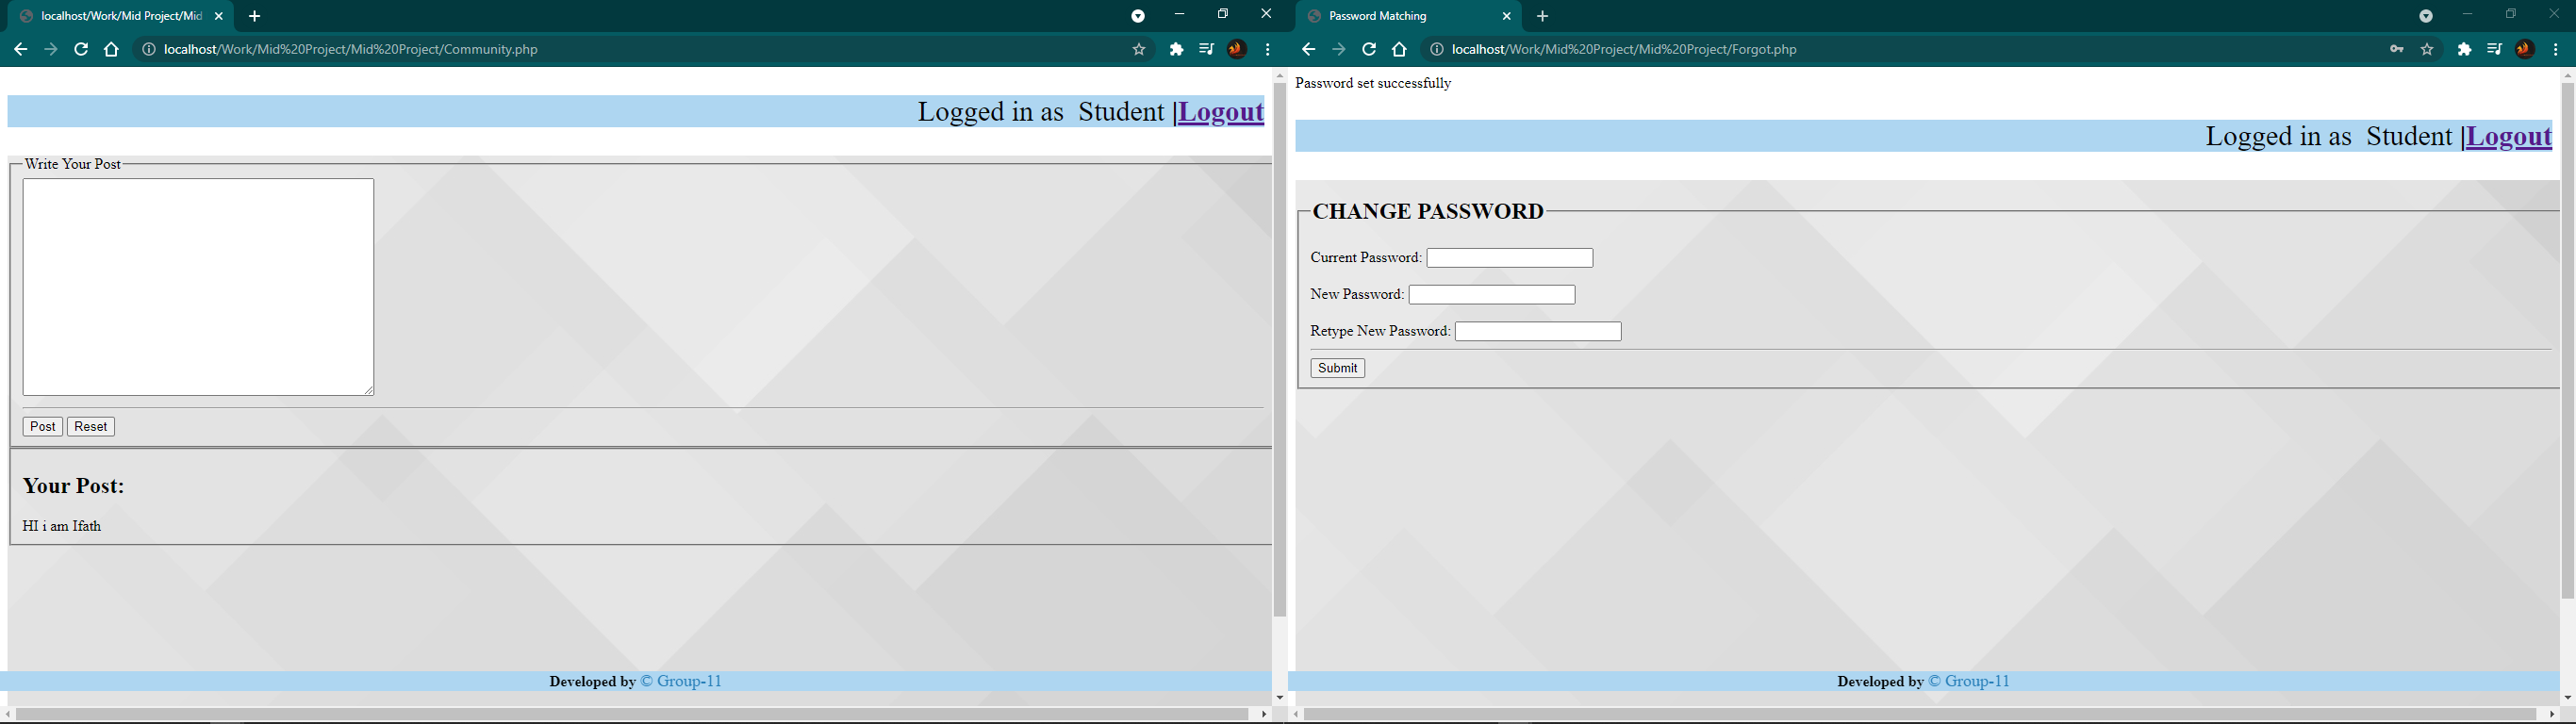 localhost/Work/Mid Project/Mid
localhost/Work/Mid%20Project/Mid%20Project/Community.php
Logged in as  Student |Logout
Write Your Post
Post Reset
Your Post:
HI i am Ifath
Developed by © Group-11
Password Matching
localhost/Work/Mid%20Project/Mid%20Project/Forgot.php
Password set successfully
Logged in as  Student |Logout
CHANGE PASSWORD
Current Password:
New Password:
Retype New Password:
Submit
Developed by © Group-11